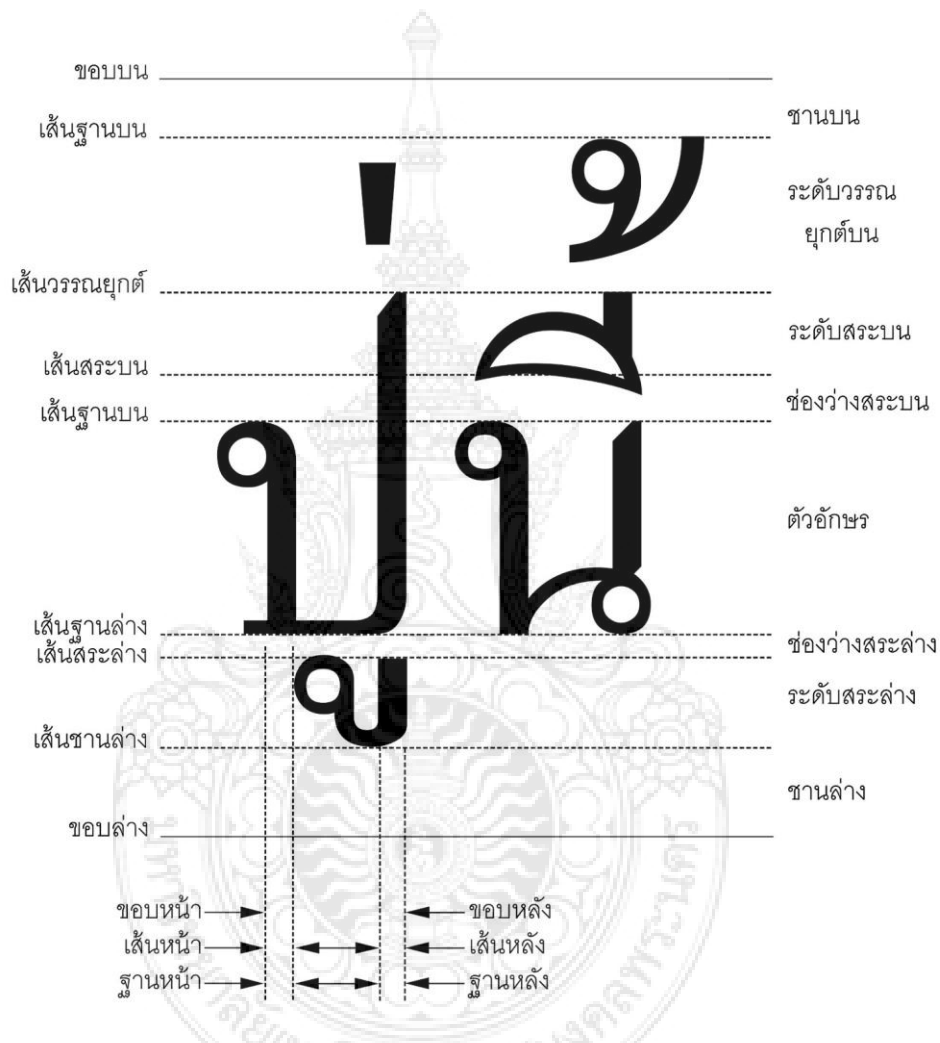 ขอบบน
ชานบน
เส้นฐานบน
ระดับวรรณ
ยุกต์บน
เส้นวรรณยุกต์
ระดับสระบน
เส้นสระบน
ช่องว่างสระบน
เส้นฐานบน
ปู่นี้
ตัวอักษร
เส้นฐานล่าง
ช่องว่างสระล่าง
เส้นสระล่าง
ระดับสระล่าง
เส้นชานล่าง
ชานล่าง
ขอบล่าง
ขอบหน้า ขอบหลัง
เส้นหน้า เส้นหลัง
ฐานหน้า ฐานหลัง